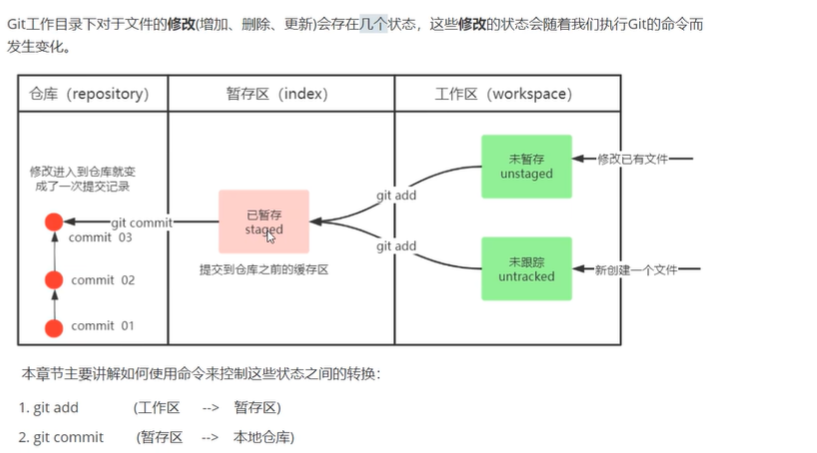 Git工作目录下对于文件的修改(增加、删除、更新)会存在几个状态，这些修改的状态会随着我们执行Git的命令而
发生变化。
仓库（repository）
暂存区（index）
工作区（workspace）
修改进入到仓库就变
成了一次提交记录
git commit
commit 03
commit 02
commit 01
已暂存
staged
提交到仓库之前的缓存区
git add
git add
未暂存
unstaged
修改已有文件
未跟踪
untracked
新创建一个文件
本章节主要讲解如何使用命令来控制这些状态之间的转换：
1. git add (工作区 --> 暂存区)
2. git commit (暂存区 --> 本地仓库)